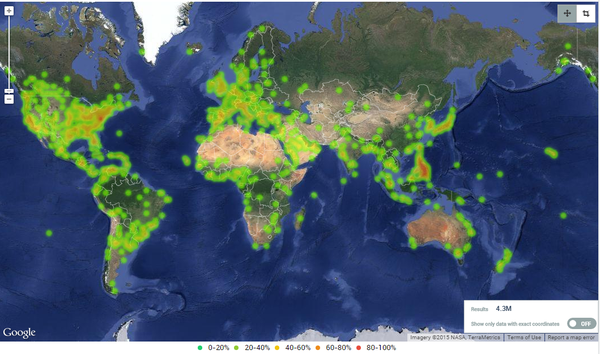 Results 4.3M
Show only data with exact coordinates OFF
Google
Imagery ©2015 NASA, TerraMetrics Terms of Use Report a map error
0-20% 20-40% 40-60% 60-80% 80-100%